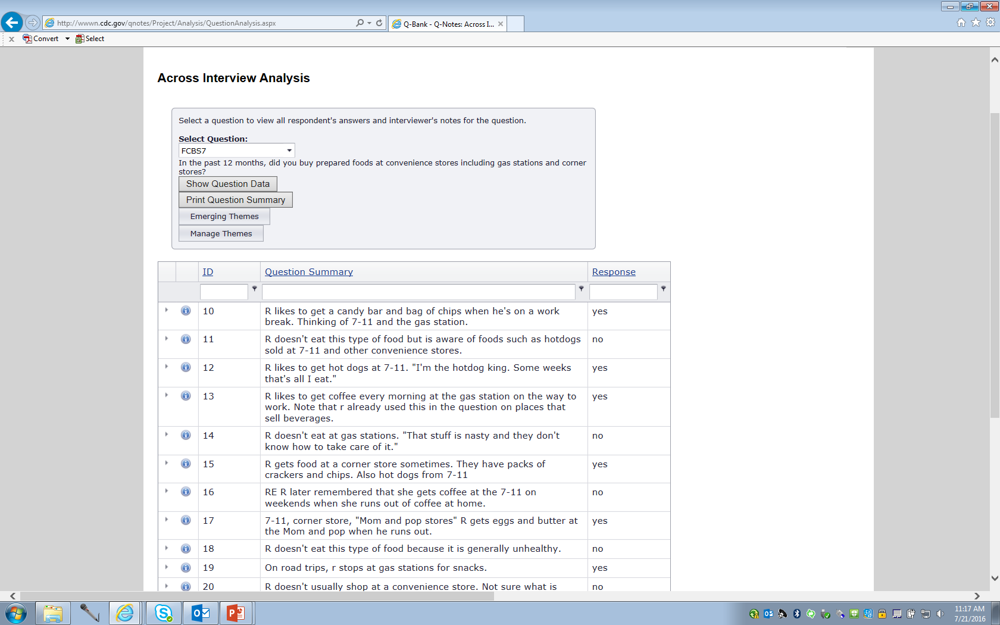 http://wwwn.cdc.gov/qnotes/Project/Analysis/QuestionAnalysis.aspx
Q-Bank - Q-Notes: Across I...
x Convert Select
Across Interview Analysis
Select a question to view all respondent's answers and interviewer's notes for the question.
Select Question:
FCBS7
In the past 12 months, did you buy prepared foods at convenience stores including gas stations and corner
stores?
Show Question Data
Print Question Summary
Emerging Themes
Manage Themes
ID Question Summary Response
10 R likes to get a candy bar and bag of chips when he's on a work yes
break. Thinking of 7-11 and the gas station.
11 R doesn't eat this type of food but is aware of foods such as hotdogs no
sold at 7-11 and other convenience stores.
12 R likes to get hot dogs at 7-11. "I'm the hotdog king. Some weeks yes
that's all I eat."
13 R likes to get coffee every morning at the gas station on the way to yes
work. Note that r already used this in the question on places that
sell beverages.
14 R doesn't eat at gas stations. "That stuff is nasty and they don't no
know how to take care of it."
15 R gets food at a corner store sometimes. They have packs of yes
crackers and chips. Also hot dogs from 7-11
16 RE R later remembered that she gets coffee at the 7-11 on no
weekends when she runs out of coffee at home.
17 7-11, corner store, "Mom and pop stores" R gets eggs and butter at yes
the Mom and pop when he runs out.
18 R doesn't eat this type of food because it is generally unhealthy. no
19 On road trips, r stops at gas stations for snacks. yes
20 R doesn't usually shop at a convenience store. Not sure what is no
11:17 AM
7/21/2016